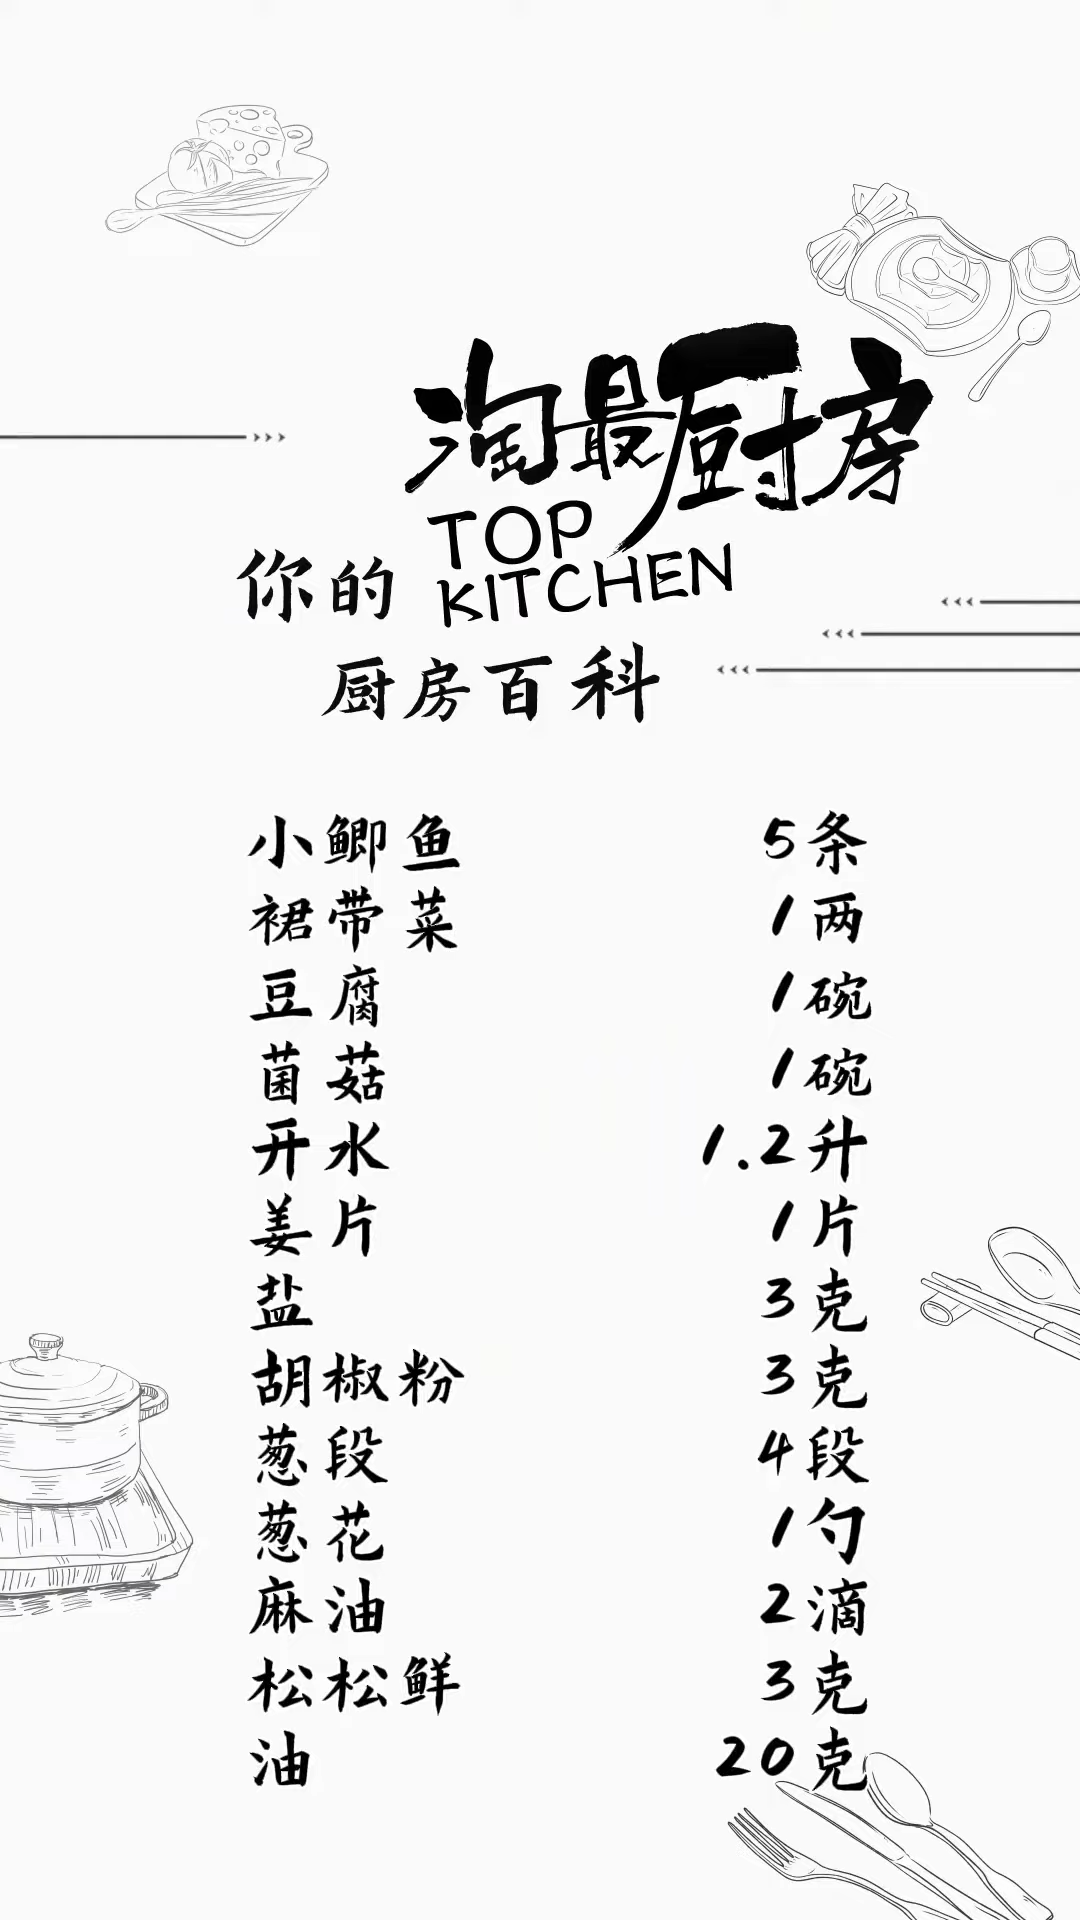 淘最厨房
TOP
KITCHEN
你的
厨房百科
小鲫鱼 5条
裙带菜 1两
豆腐 1碗
菌菇 1碗
开水 1.2升
姜片 1片
盐 3克
胡椒粉 3克
葱段 4段
葱花 1勺
麻油 2滴
松松鲜 3克
油 20克